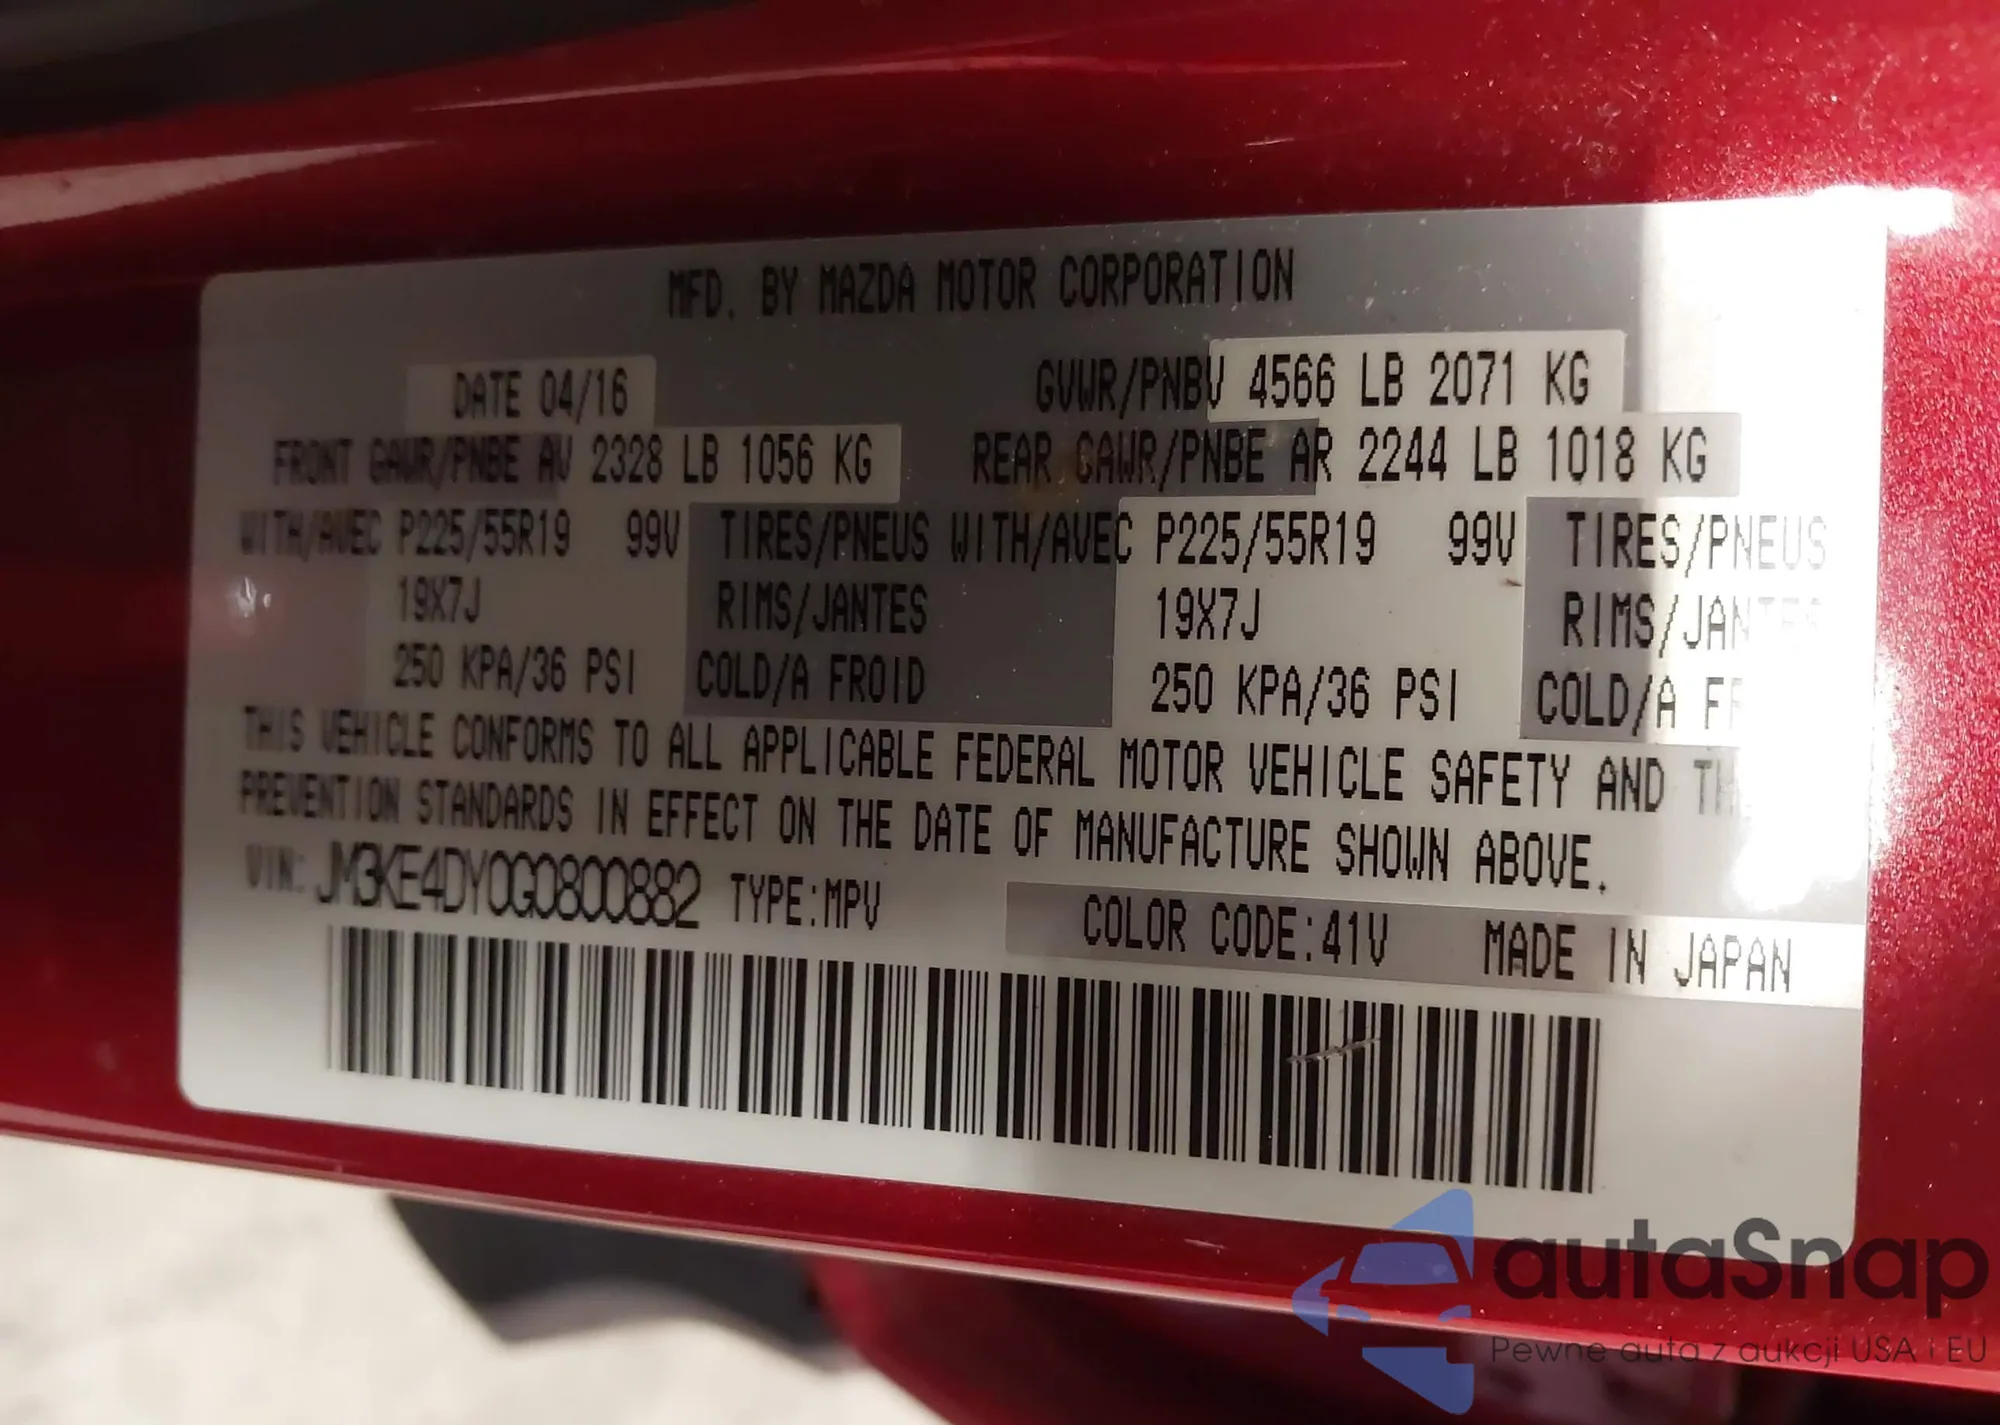 MFD. BY MAZDA MOTOR CORPORATION
DATE 04/16 GVWR/PNBV 4566 LB 2071 KG
FRONT GAWR/PNBE AV 2328 LB 1056 KG REAR GAWR/PNBE AR 2244 LB 1018 KG
WITH/AVEC P225/55R19 99V TIRES/PNEUS WITH/AVEC P225/55R19 99V TIRES/PNEUS
19X7J RIMS/JANTES 19X7J RIMS/JANTES
250 KPA/36 PSI COLD/A FROID 250 KPA/36 PSI COLD/A
THIS VEHICLE CONFORMS TO ALL APPLICABLE FEDERAL MOTOR VEHICLE SAFETY AND
PREVENTION STANDARDS IN EFFECT ON THE DATE OF MANUFACTURE SHOWN ABOVE.
VIN: JM3KE4DY0G0800882 TYPE:MPV COLOR CODE:41V MADE IN JAPAN
autaSnap
Pewne auta z aukcji USA i EU